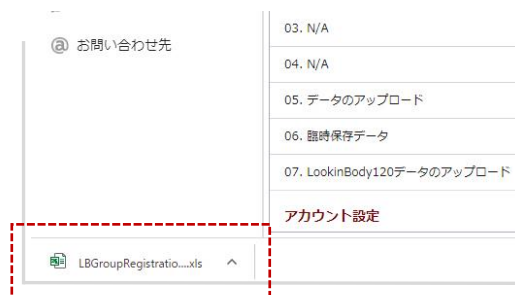 お問い合わせ先
03. N/A
04. N/A
05. データのアップロード
06. 臨時保存データ
07. LookinBody120データのアップロード
アカウント設定
LBGroupRegistratio....xls